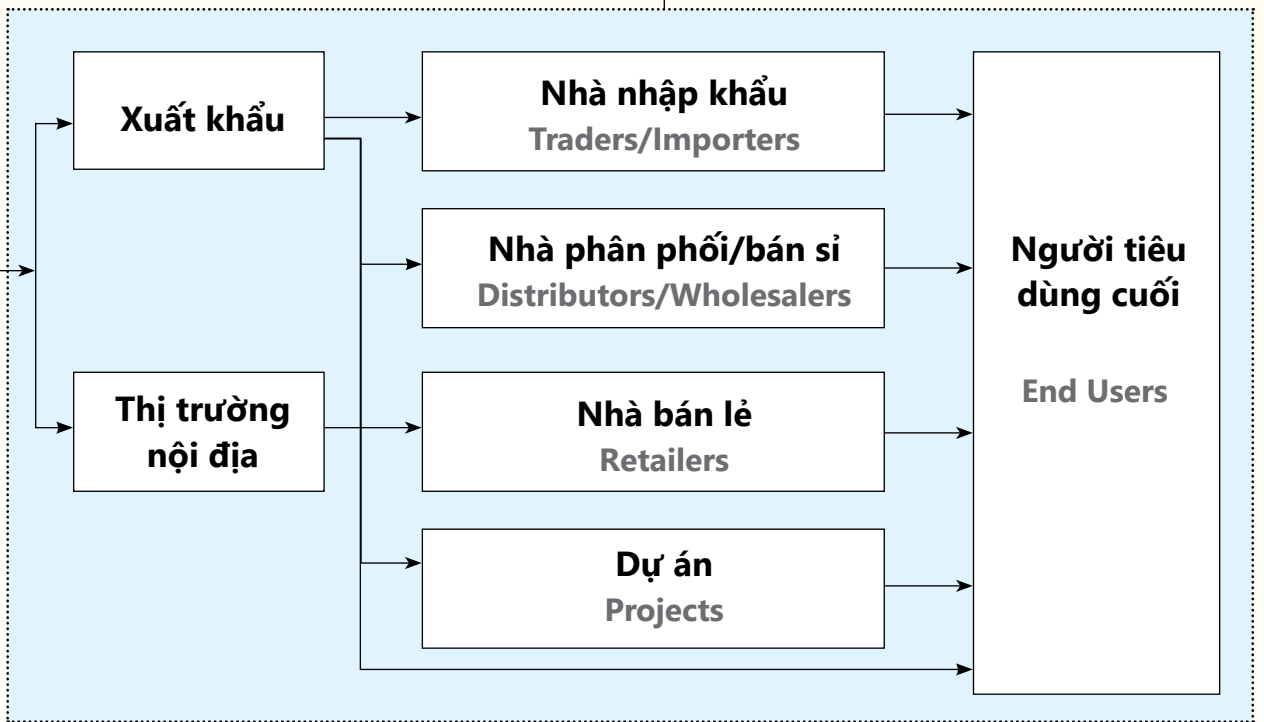 Xuất khẩu
Thị trường
nội địa
Nhà nhập khẩu
Traders/Importers
Nhà phân phối/bán sỉ
Distributors/Wholesalers
Nhà bán lẻ
Retailers
Dự án
Projects
Người tiêu
dùng cuối
End Users